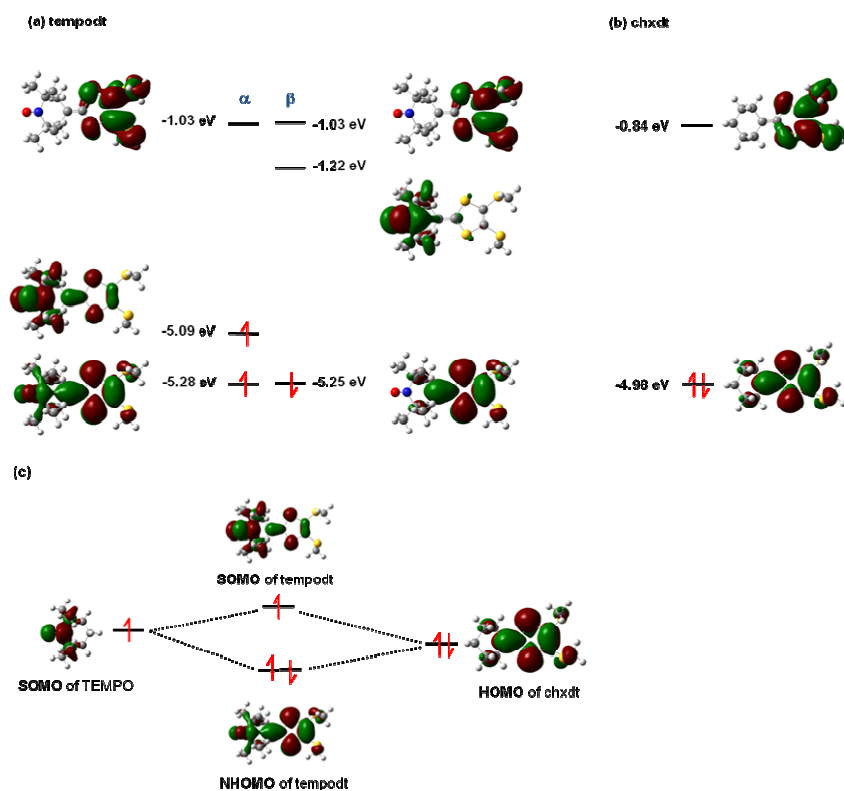 (a) tempodt
(b) chxdt
α
β
-1.03 eV
-1.03 eV
-0.84 eV
-1.22 eV
-5.09 eV
-5.28 eV
-5.25 eV
-4.98 eV
(c)
SOMO of tempodt
SOMO of TEMPO
HOMO of chxdt
NHOMO of tempodt